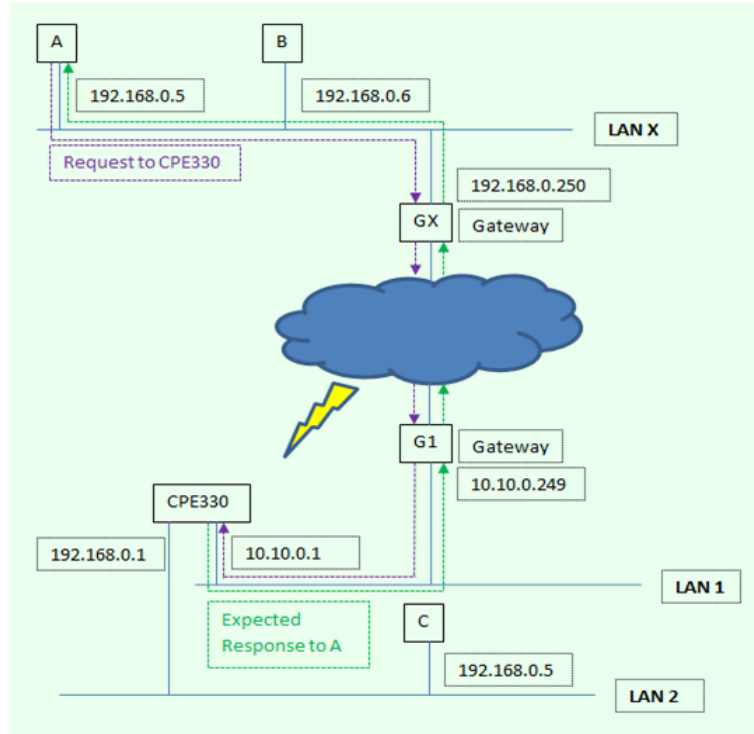 A
B
192.168.0.5
192.168.0.6
LAN X
Request to CPE330
192.168.0.250
GX
Gateway
G1
Gateway
10.10.0.249
CPE330
192.168.0.1
10.10.0.1
LAN 1
Expected
Response to A
C
192.168.0.5
LAN 2